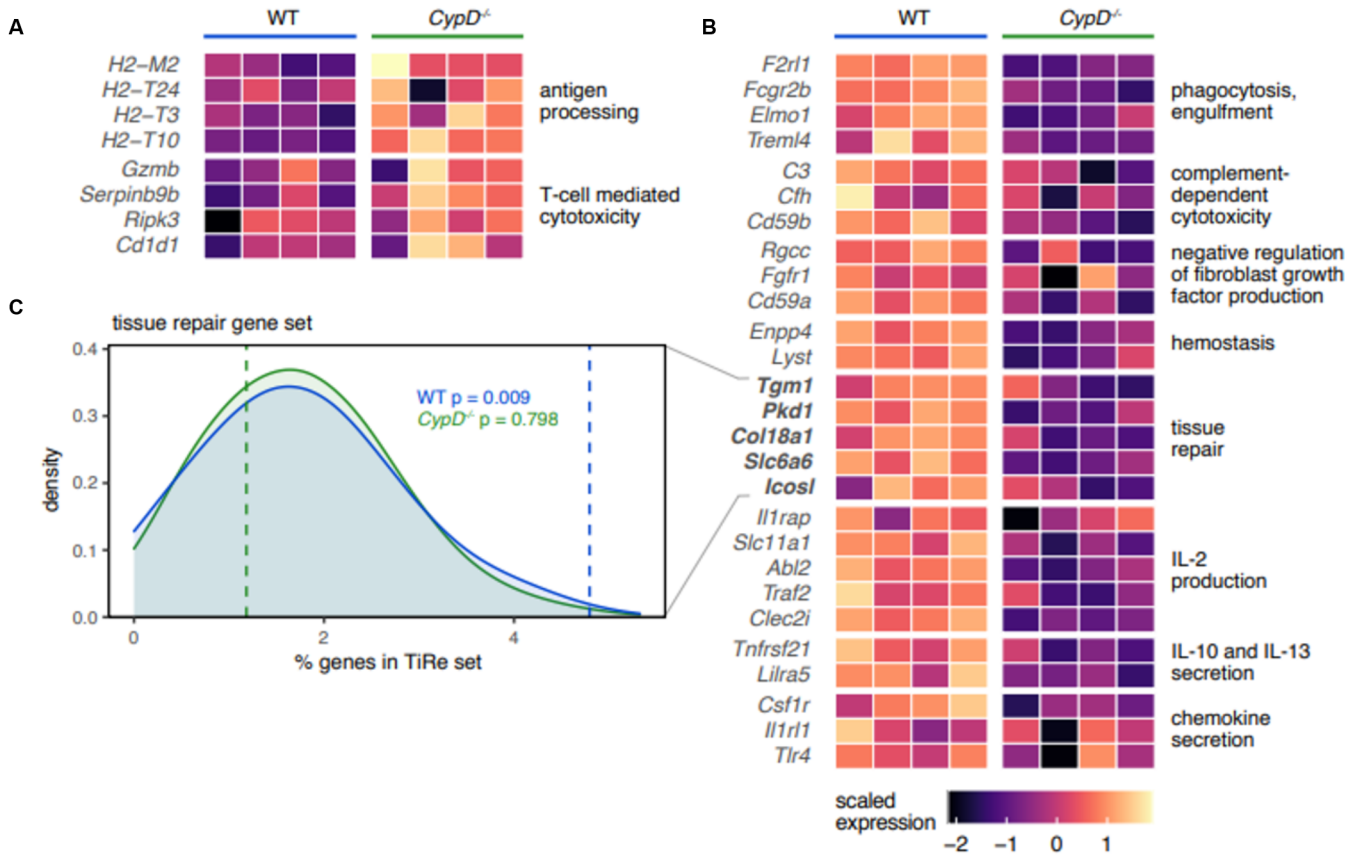 A
WT
CypD-/-
H2−M2
H2−T24
H2−T3
H2−T10
antigen
processing
Gzmb
Serpinb9b
Ripk3
Cd1d1
T-cell mediated
cytotoxicity
B
WT
CypD-/-
F2rl1
Fcgr2b
Elmo1
Treml4
phagocytosis,
engulfment
C3
Cfh
Cd59b
complement-
dependent
cytotoxicity
Rgcc
Fgfr1
Cd59a
negative regulation
of fibroblast growth
factor production
Enpp4
Lyst
hemostasis
Tgm1
Pkd1
Col18a1
Slc6a6
Icosl
tissue
repair
Il1rap
Slc11a1
Abl2
Traf2
Clec2i
IL-2
production
Tnfrsf21
Lilra5
IL-10 and IL-13
secretion
Csf1r
Il1rl1
Tlr4
chemokine
secretion
scaled
expression
−2 −1 0 1
C
tissue repair gene set
WT p = 0.009
CypD-/- p = 0.798
density
0.4
0.3
0.2
0.1
0.0
0 2 4
% genes in TiRe set